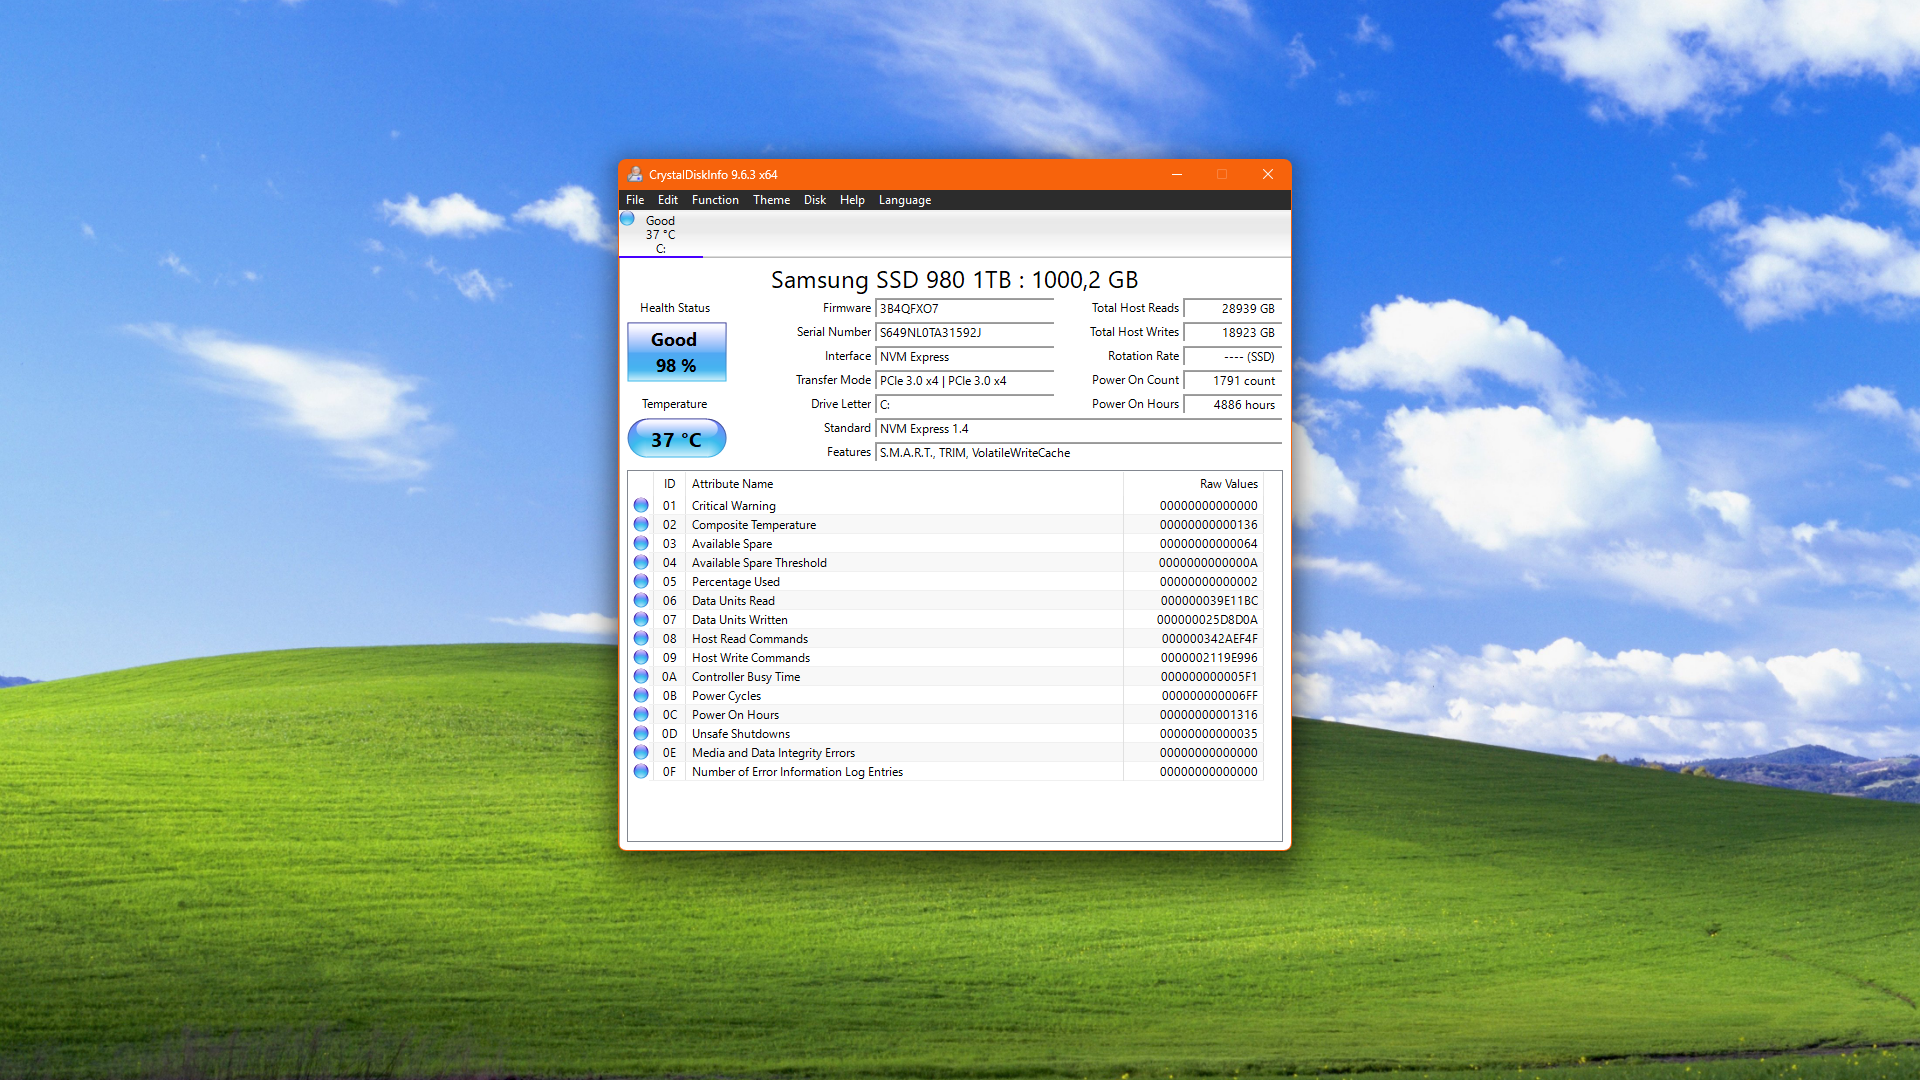 CrystalDiskInfo 9.6.3 x64
File Edit Function Theme Disk Help Language
Good
37 °C
C:
Samsung SSD 980 1TB : 1000,2 GB
Health Status
Good
98 %
Temperature
37 °C
Firmware 3B4QFXO7
Serial Number S649NL0TA31592J
Interface NVM Express
Transfer Mode PCIe 3.0 x4 | PCIe 3.0 x4
Drive Letter C:
Standard NVM Express 1.4
Features S.M.A.R.T., TRIM, VolatileWriteCache
Total Host Reads 28939 GB
Total Host Writes 18923 GB
Rotation Rate ---- (SSD)
Power On Count 1791 count
Power On Hours 4886 hours
ID Attribute Name Raw Values
01 Critical Warning 00000000000000
02 Composite Temperature 00000000000136
03 Available Spare 00000000000064
04 Available Spare Threshold 0000000000000A
05 Percentage Used 00000000000002
06 Data Units Read 000000039E11BC
07 Data Units Written 000000025D8D0A
08 Host Read Commands 000000342AEF4F
09 Host Write Commands 0000002119E996
0A Controller Busy Time 000000000005F1
0B Power Cycles 000000000006FF
0C Power On Hours 00000000001316
0D Unsafe Shutdowns 00000000000035
0E Media and Data Integrity Errors 00000000000000
0F Number of Error Information Log Entries 00000000000000